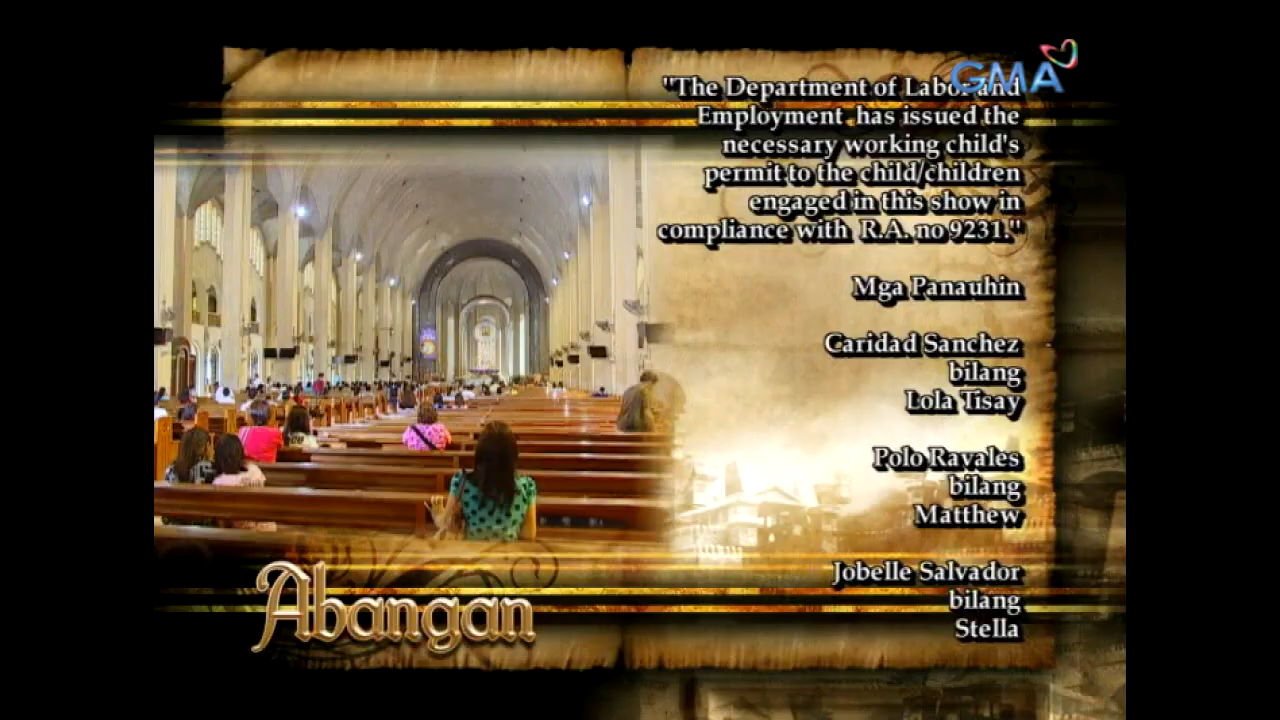 GMA
"The Department of Labor and
Employment has issued the
necessary working child's
permit to the child/children
engaged in this show in
compliance with R.A. no 9231."
Mga Panauhin
Caridad Sanchez
bilang
Lola Tisay
Polo Ravales
bilang
Matthew
Jobelle Salvador
bilang
Stella
Abangan